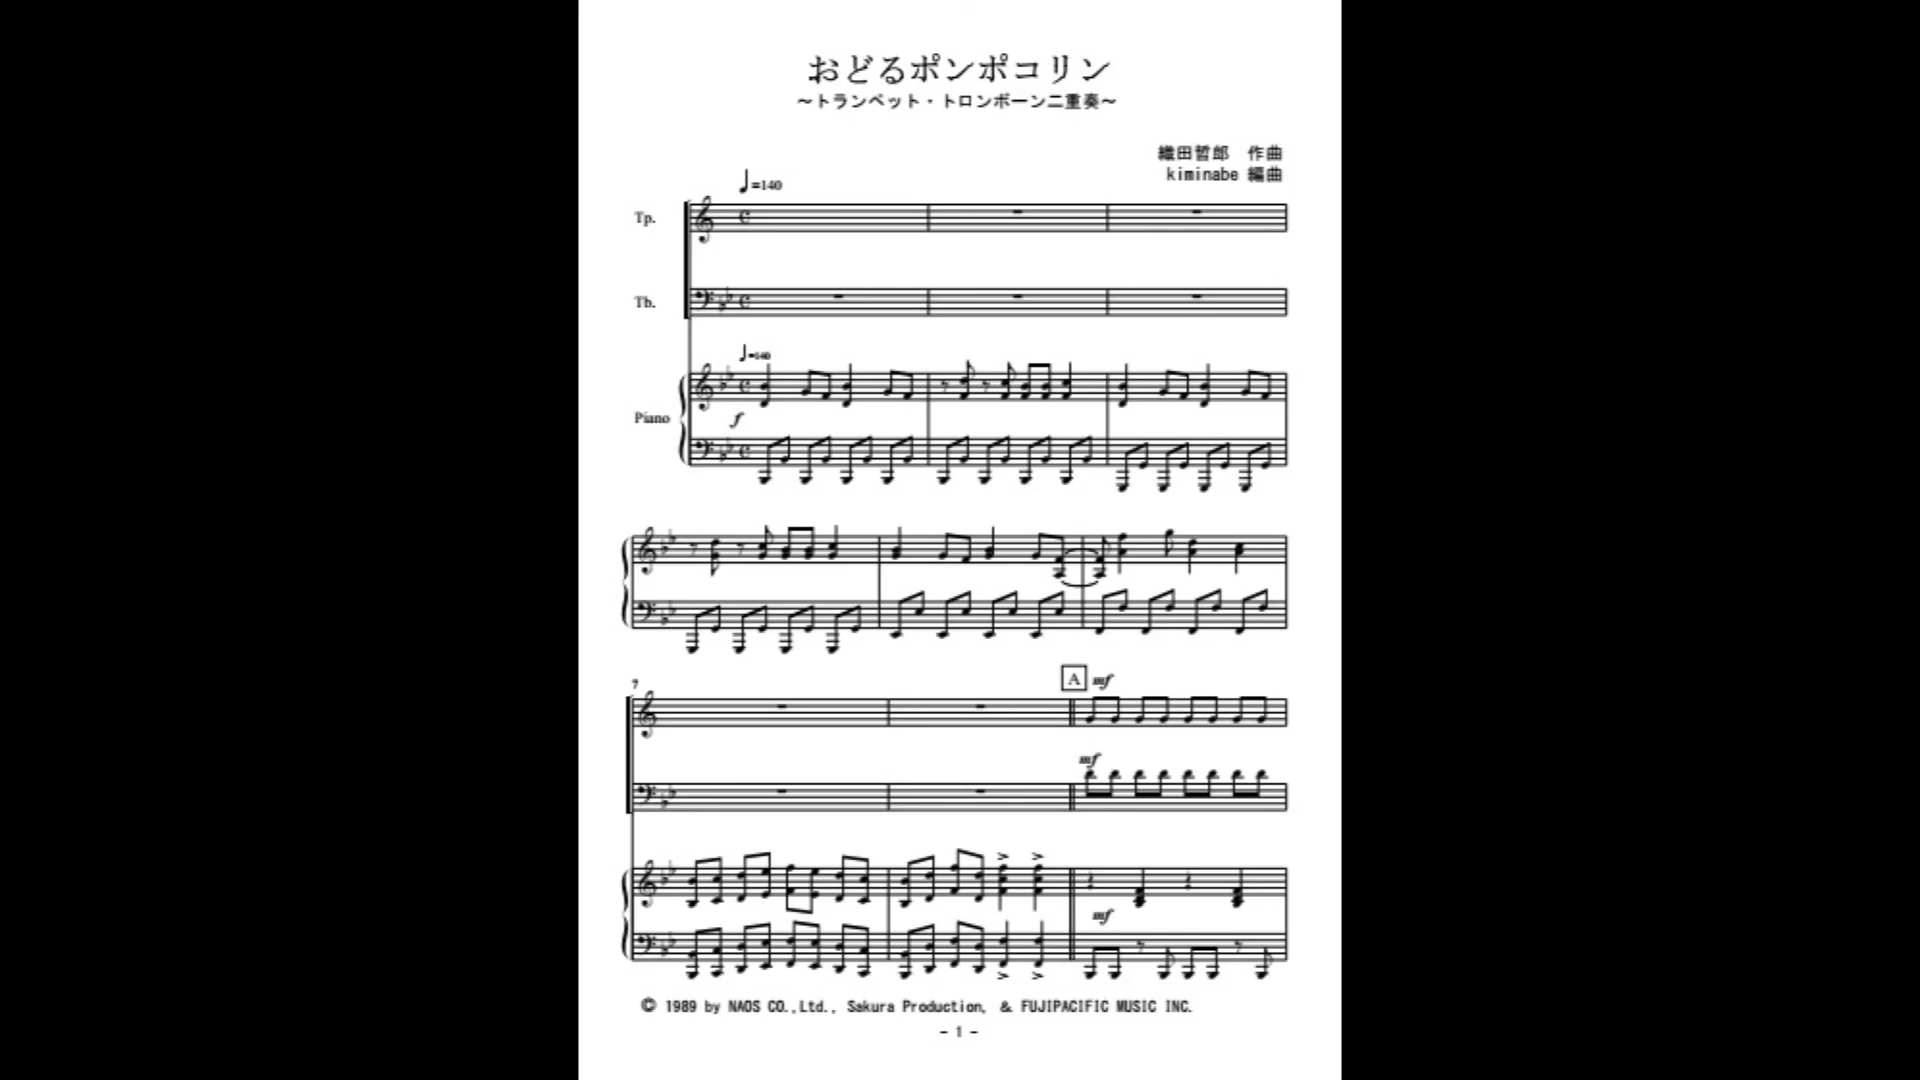 おどるポンポコリン
～トランペット・トロンボーン二重奏～
織田哲郎　作曲
kiminabe 編曲
♩=140
Tp.
Tb.
♩=140
Piano
f
7
A mf
mf
mf
© 1989 by NAOS CO.,Ltd., Sakura Production, & FUJIPACIFIC MUSIC INC.
- 1 -